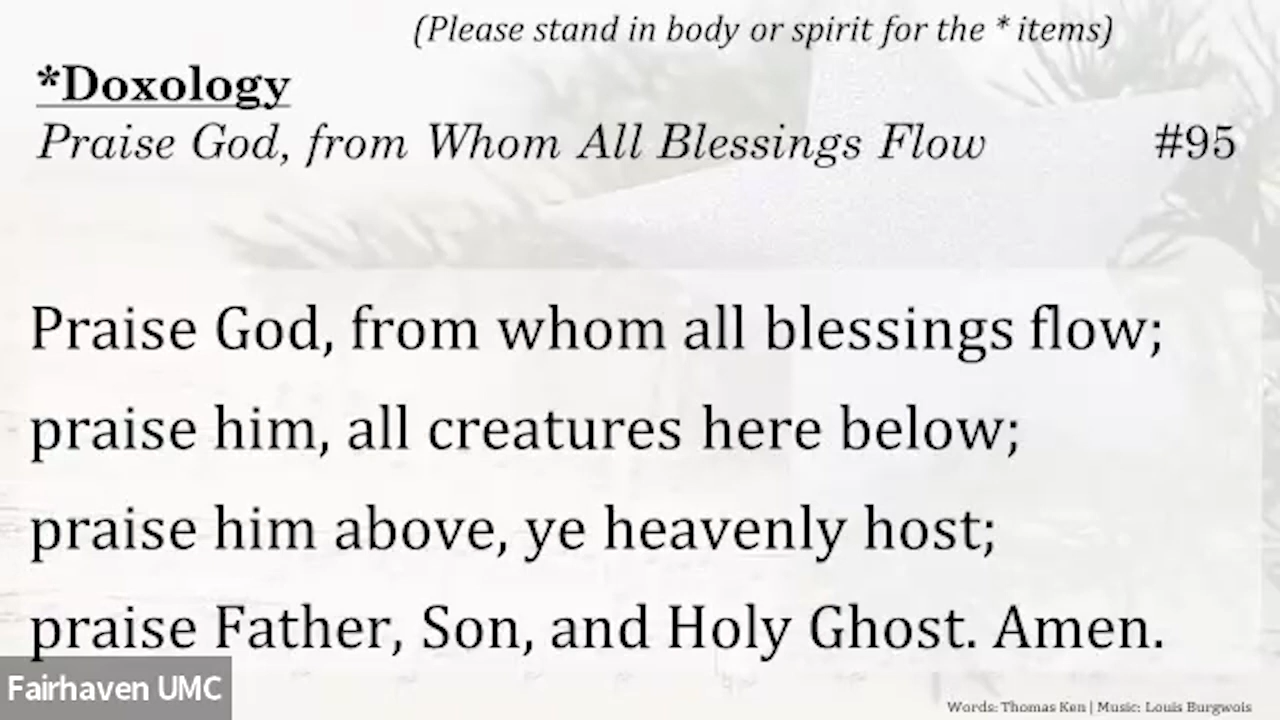 (Please stand in body or spirit for the * items)
*Doxology
Praise God, from Whom All Blessings Flow #95
Praise God, from whom all blessings flow;
praise him, all creatures here below;
praise him above, ye heavenly host;
praise Father, Son, and Holy Ghost. Amen.
Fairhaven UMC
Words: Thomas Ken | Music: Louis Burgwois